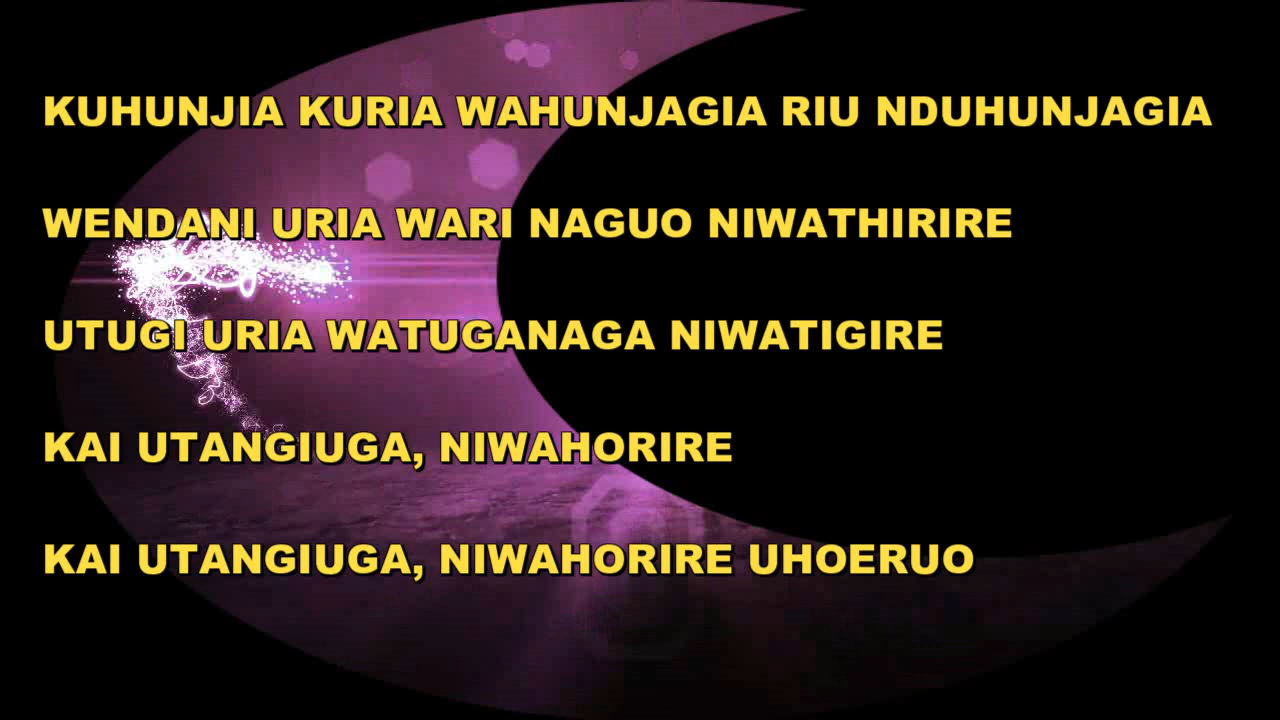 KUHUNJIA KURIA WAHUNJAGIA RIU NDUHUNJAGIA
WENDANI URIA WARI NAGUO NIWATHIRIRE
UTUGI URIA WATUGANAGA NIWATIGIRE
KAI UTANGIUGA, NIWAHORIRE
KAI UTANGIUGA, NIWAHORIRE UHOERUO